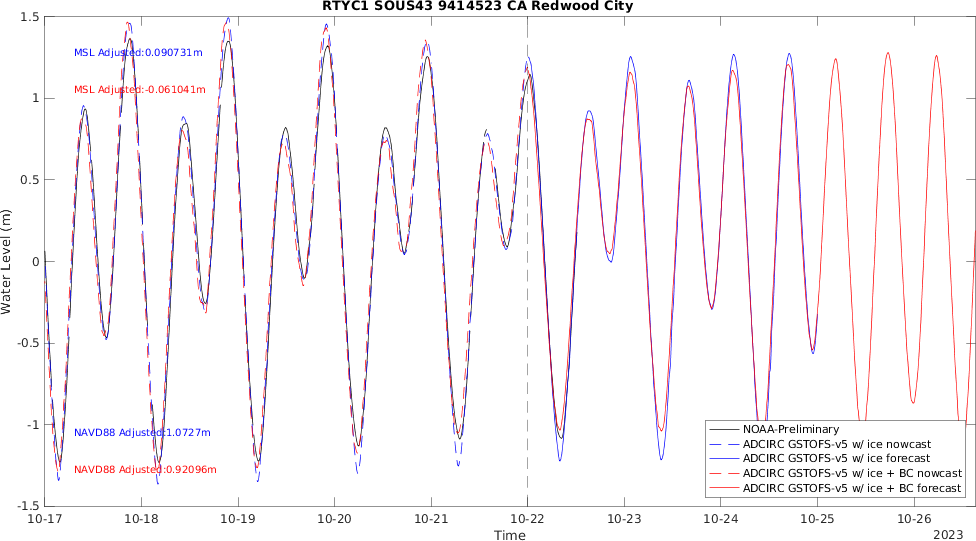 RTYC1 SOUS43 9414523 CA Redwood City
Water Level (m)
1.5
1
0.5
0
-0.5
-1
-1.5
MSL Adjusted:0.090731m
MSL Adjusted:-0.061041m
NAVD88 Adjusted:1.0727m
NAVD88 Adjusted:0.92096m
NOAA-Preliminary
ADCIRC GSTOFS-v5 w/ ice nowcast
ADCIRC GSTOFS-v5 w/ ice forecast
ADCIRC GSTOFS-v5 w/ ice + BC nowcast
ADCIRC GSTOFS-v5 w/ ice + BC forecast
10-17 10-18 10-19 10-20 10-21 10-22 10-23 10-24 10-25 10-26
Time
2023